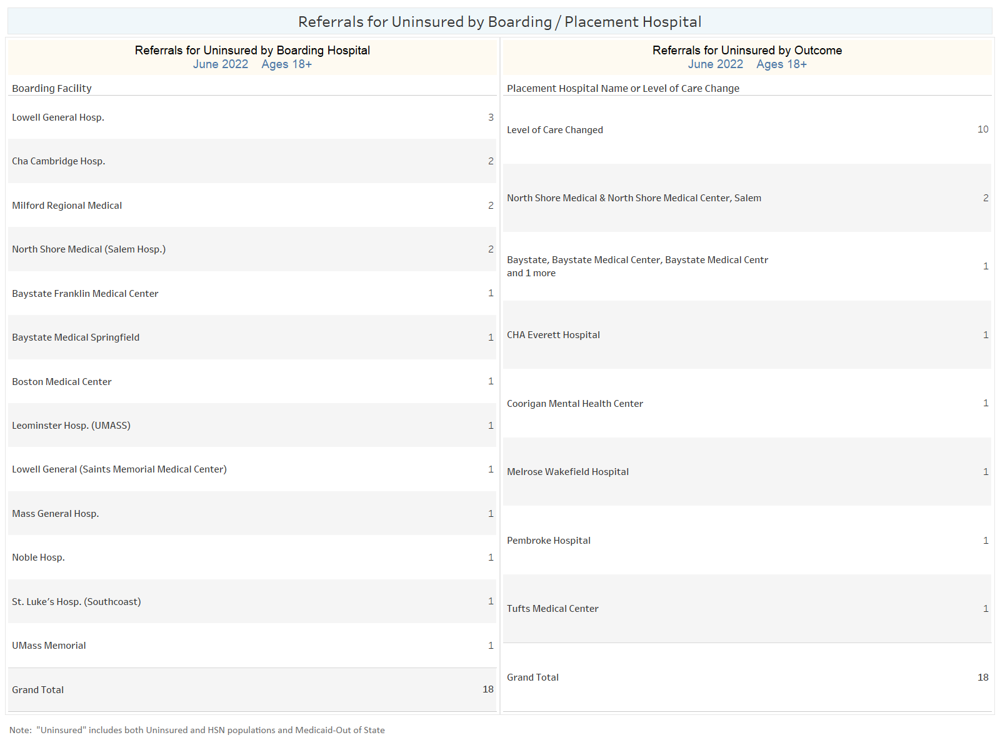 Referrals for Uninsured by Boarding / Placement Hospital
Referrals for Uninsured by Boarding Hospital
June 2022 Ages 18+
Boarding Facility
Lowell General Hosp. 3
Cha Cambridge Hosp. 2
Milford Regional Medical 2
North Shore Medical (Salem Hosp.) 2
Baystate Franklin Medical Center 1
Baystate Medical Springfield 1
Boston Medical Center 1
Leominster Hosp. (UMASS) 1
Lowell General (Saints Memorial Medical Center) 1
Mass General Hosp. 1
Noble Hosp. 1
St. Luke’s Hosp. (Southcoast) 1
UMass Memorial 1
Grand Total 18
Referrals for Uninsured by Outcome
June 2022 Ages 18+
Placement Hospital Name or Level of Care Change
Level of Care Changed 10
North Shore Medical & North Shore Medical Center, Salem 2
Baystate, Baystate Medical Center, Baystate Medical Centr
and 1 more 1
CHA Everett Hospital 1
Coorigan Mental Health Center 1
Melrose Wakefield Hospital 1
Pembroke Hospital 1
Tufts Medical Center 1
Grand Total 18
Note: "Uninsured" includes both Uninsured and HSN populations and Medicaid-Out of State